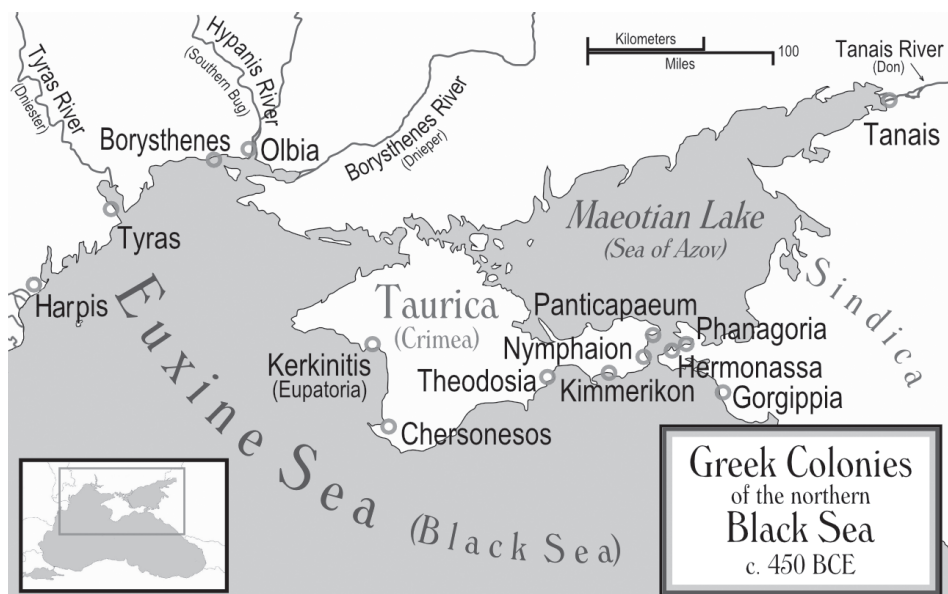 Tyras River
(Dniester)
Hypanis River
(Southern Bug)
Borysthenes River
(Dnieper)
Kilometers
100
Miles
Tanais River
(Don)
Tanais
Borysthenes
Olbia
Tyras
Harpis
Maeotian Lake
(Sea of Azov)
Sindica
Taurica
(Crimea)
Panticapaeum
Phanagoria
Nymphaion
Hermonassa
Kerkinitis
(Eupatoria)
Theodosia
Kimmerikon
Gorgippia
Chersonesos
Euxine Sea (Black Sea)
Greek Colonies
of the northern
Black Sea
c. 450 BCE